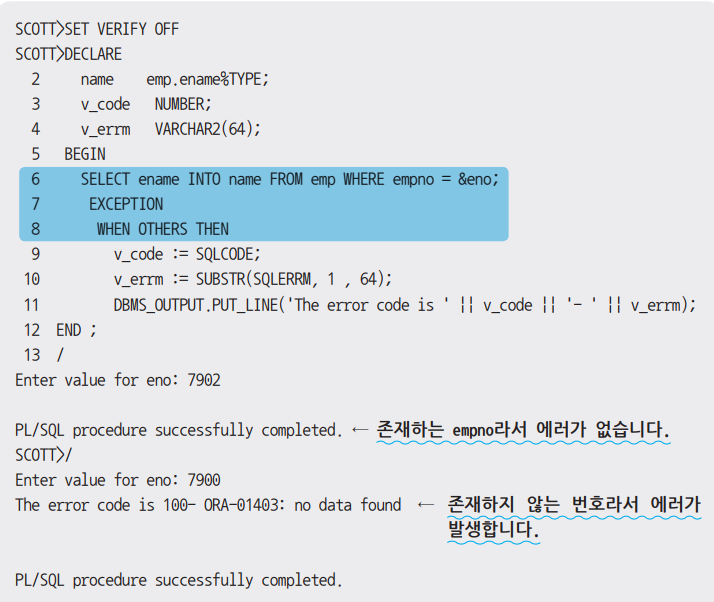 SCOTT>SET VERIFY OFF
SCOTT>DECLARE
2 name emp.ename%TYPE;
3 v_code NUMBER;
4 v_errm VARCHAR2(64);
5 BEGIN
6 SELECT ename INTO name FROM emp WHERE empno = &eno;
7 EXCEPTION
8 WHEN OTHERS THEN
9 v_code := SQLCODE;
10 v_errm := SUBSTR(SQLERRM, 1 , 64);
11 DBMS_OUTPUT.PUT_LINE('The error code is ' || v_code || '- ' || v_errm);
12 END ;
13 /
Enter value for eno: 7902
PL/SQL procedure successfully completed. ← 존재하는 empno라서 에러가 없습니다.
SCOTT>/
Enter value for eno: 7900
The error code is 100- ORA-01403: no data found ← 존재하지 않는 번호라서 에러가
발생합니다.
PL/SQL procedure successfully completed.